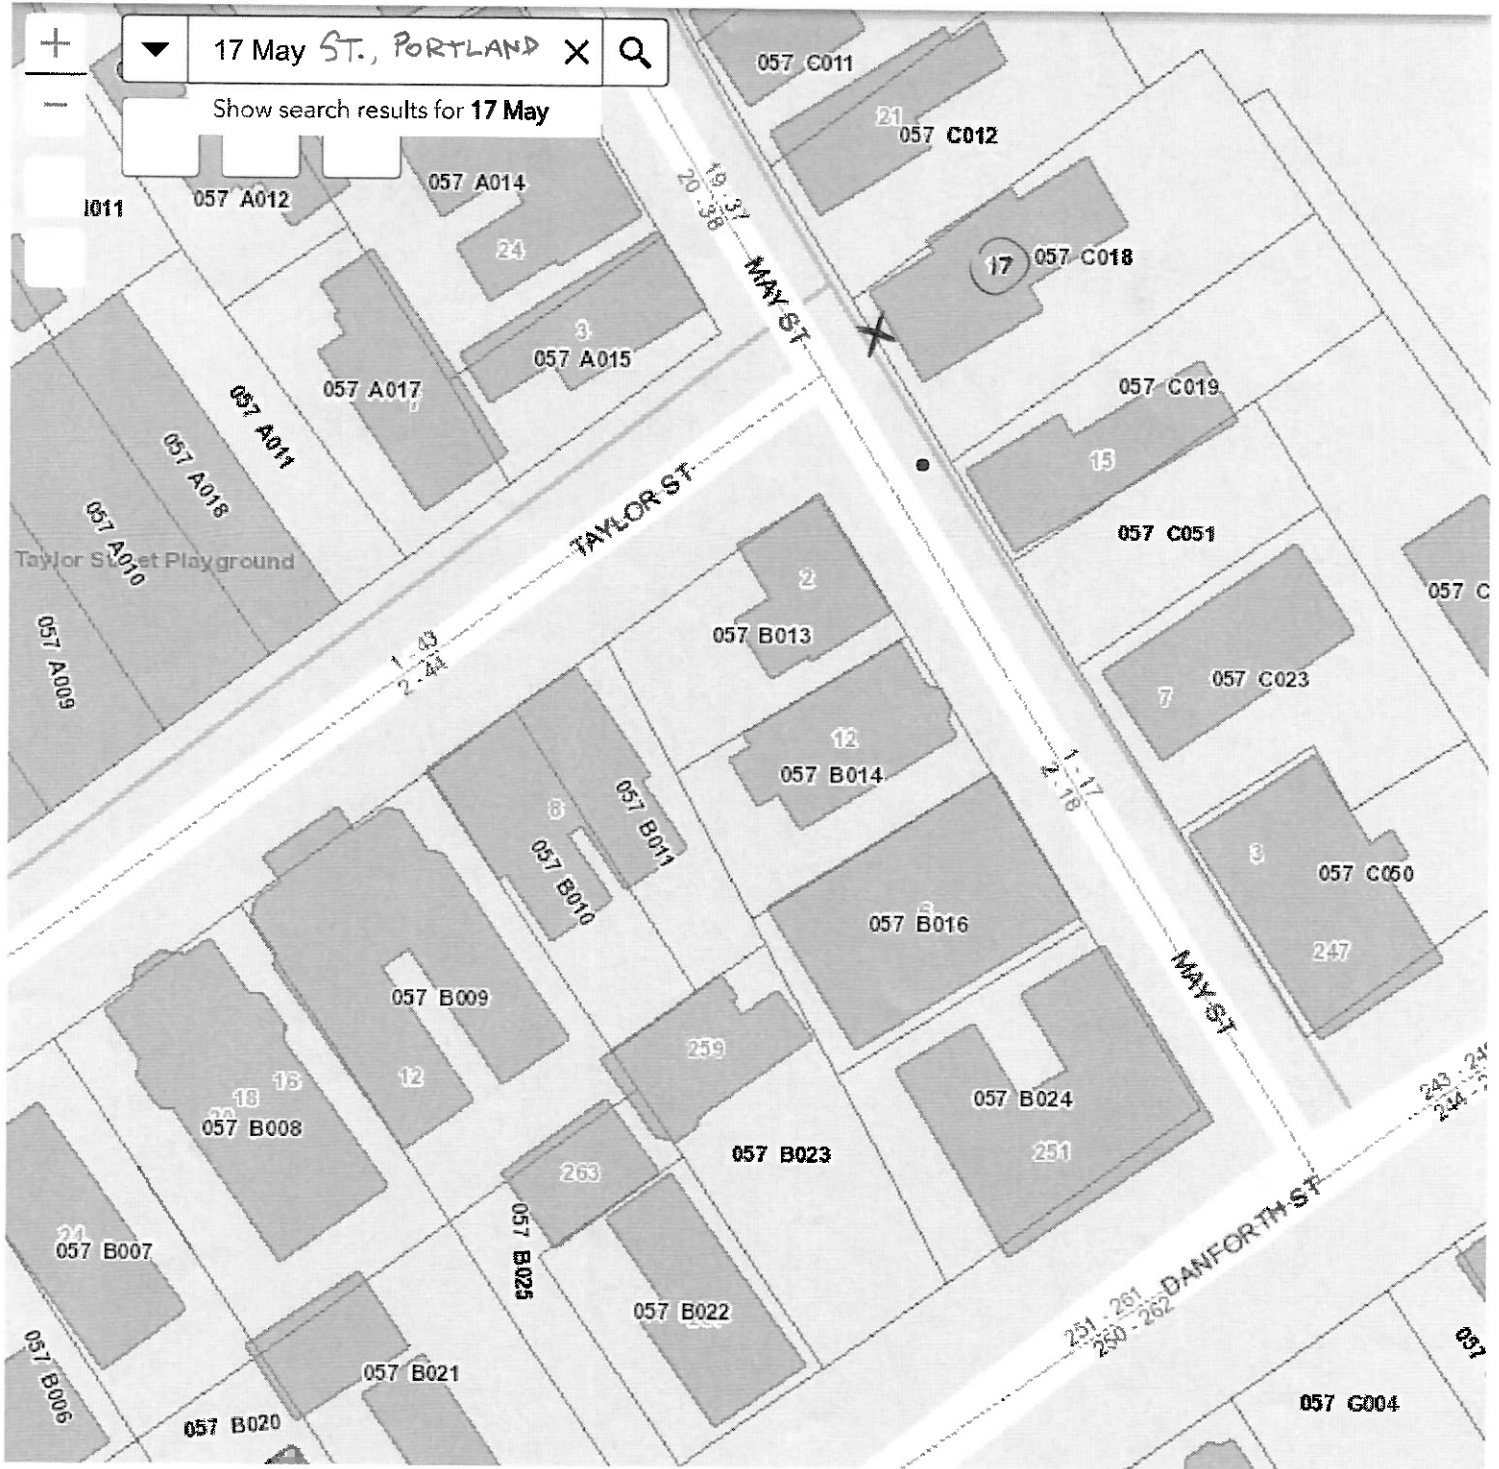 17 May ST., PORTLAND
Show search results for 17 May
057 C011
21
057 C012
057 A012
057 A014
24
19 - 37
20 - 38
MAY ST
17
057 C018
3
057 A015
057 A017
057 A011
057 A018
057 A010
057 A009
Taylor Street Playground
TAYLOR ST
1 - 43
2 - 44
057 C019
15
057 C051
2
057 B013
057 C
7
057 C023
12
057 B014
1 - 17
2 - 18
8
057 B011
057 B010
3
057 C050
247
057 B016
MAY ST
057 B009
12
259
057 B024
251
16
18
057 B008
057 B023
263
057 B025
24
057 B007
057 B022
DANFORTH ST
251 - 261
250 - 262
057 B006
057 B021
057 B020
057 G004
057